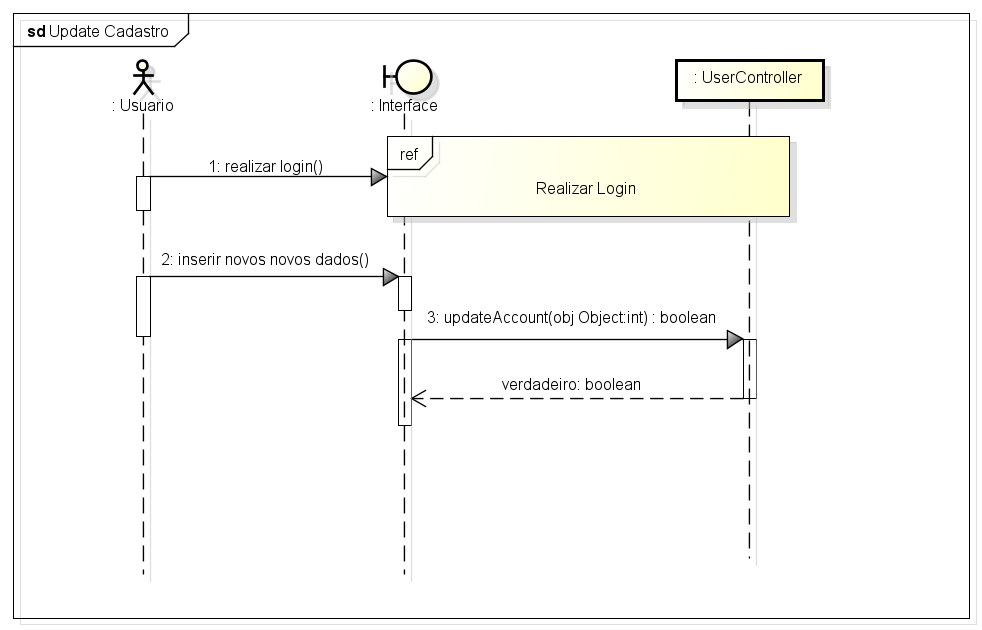 sd Update Cadastro
: Usuario
: Interface
: UserController
ref
1: realizar login()
Realizar Login
2: inserir novos novos dados()
3: updateAccount(obj Object:int) : boolean
verdadeiro: boolean